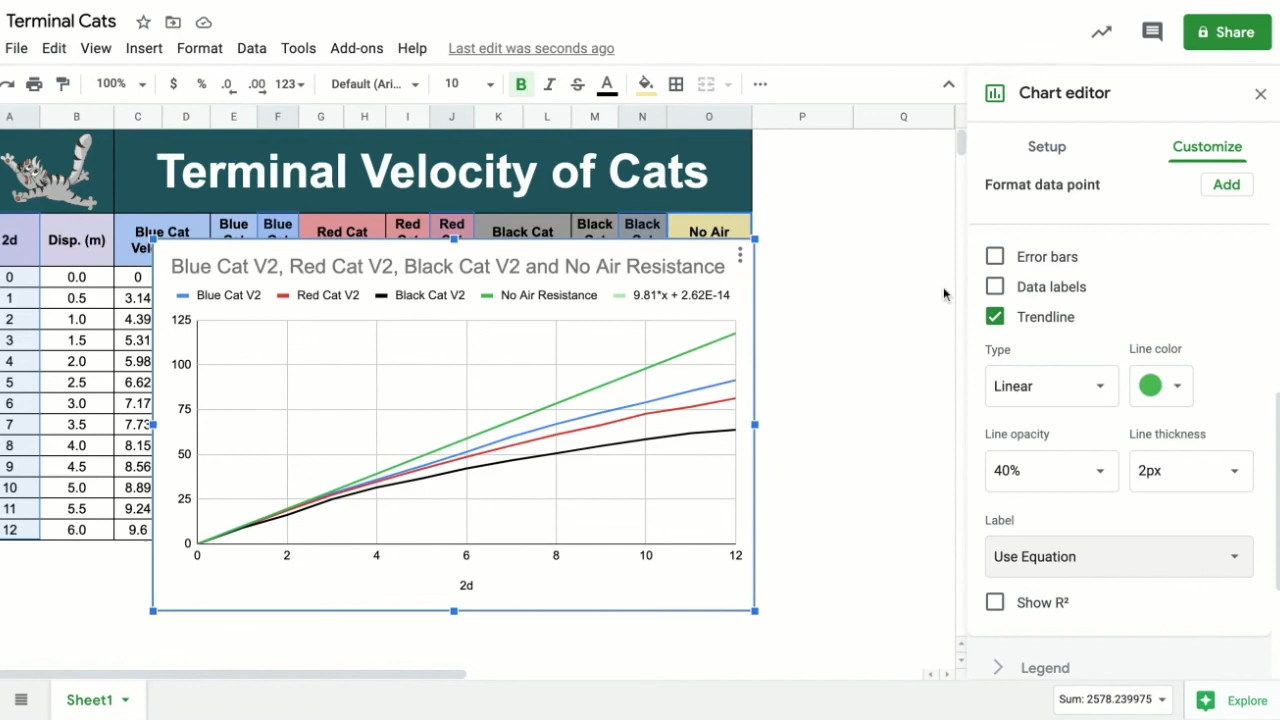 Terminal Cats
File Edit View Insert Format Data Tools Add-ons Help Last edit was seconds ago
Share
100% $ % .0 .00 123 Default (Ari... 10 B I S A
Chart editor
A B C D E F G H I J K L M N O P Q
Setup Customize
Format data point Add
Terminal Velocity of Cats
2d Disp. (m) Blue Cat Blue Blue Red Cat Red Red Black Cat Black Black No Air
0 0.0 0
1 0.5 3.14
2 1.0 4.39
3 1.5 5.31
4 2.0 5.98
5 2.5 6.62
6 3.0 7.17
7 3.5 7.73
8 4.0 8.15
9 4.5 8.56
10 5.0 8.89
11 5.5 9.24
12 6.0 9.6
Blue Cat V2, Red Cat V2, Black Cat V2 and No Air Resistance
Blue Cat V2 Red Cat V2 Black Cat V2 No Air Resistance 9.81*x + 2.62E-14
125
100
75
50
25
0
0 2 4 6 8 10 12
2d
Error bars
Data labels
Trendline
Type Line color
Linear
Line opacity Line thickness
40% 2px
Label
Use Equation
Show R²
Legend
Sheet1
Sum: 2578.239975
Explore